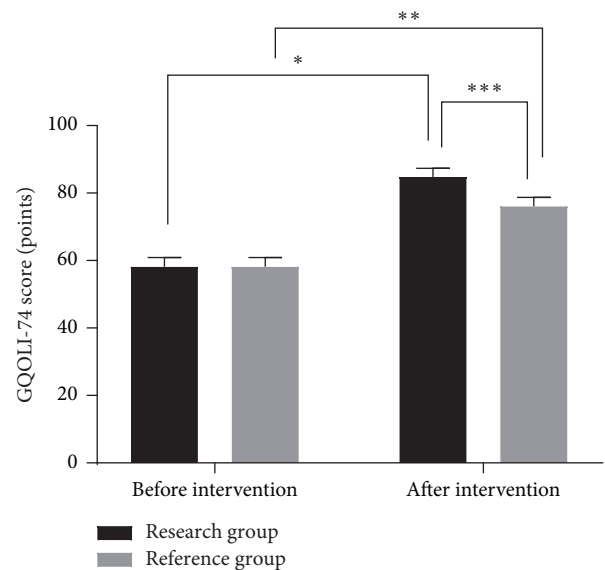 **
*
***
100
80
60
40
20
0
GQOLI-74 score (points)
Before intervention
After intervention
Research group
Reference group